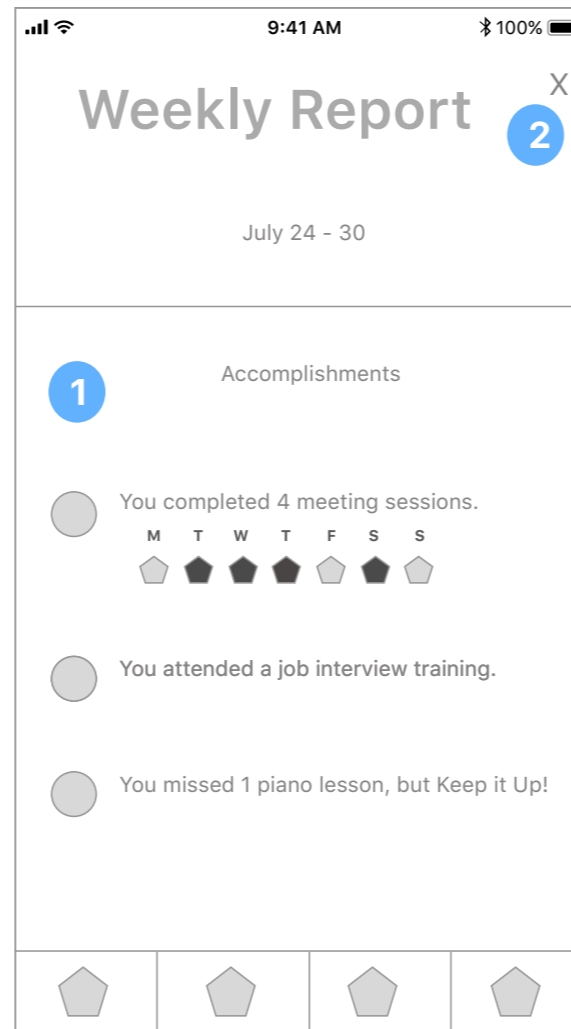 9:41 AM 100%
X
Weekly Report
2
July 24 - 30
1
Accomplishments
You completed 4 meeting sessions.
M T W T F S S
You attended a job interview training.
You missed 1 piano lesson, but Keep it Up!